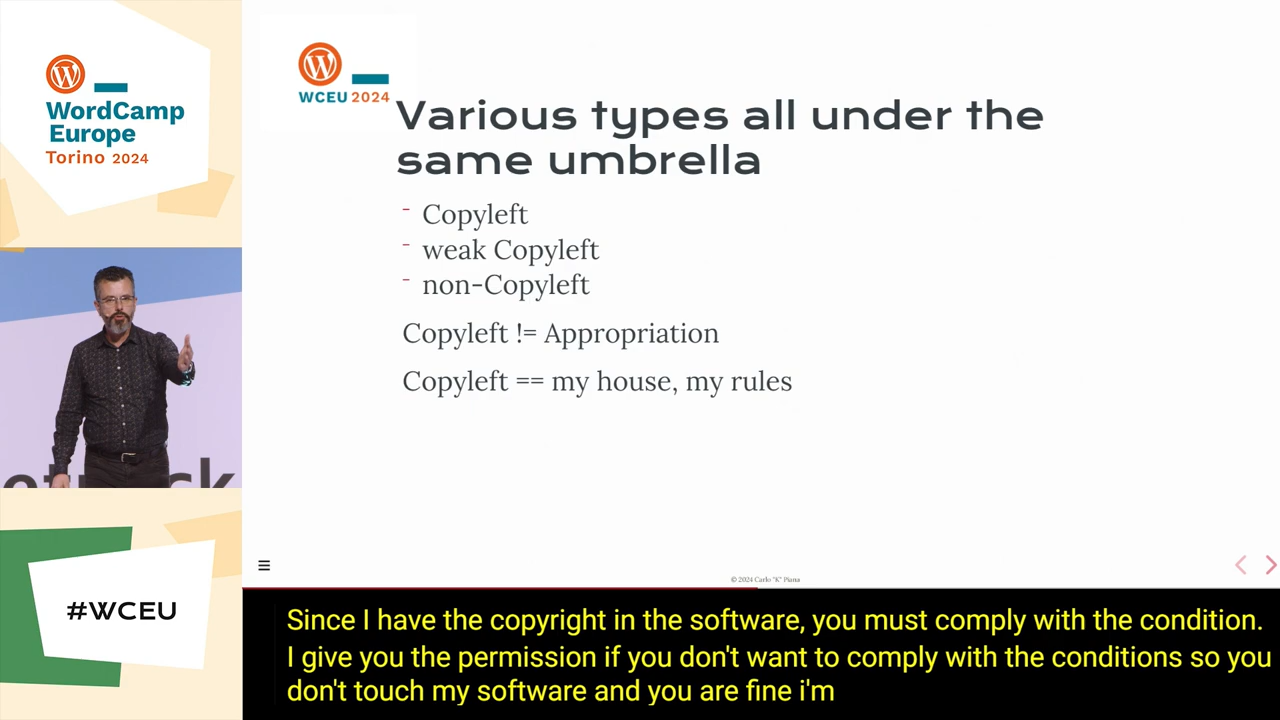 WordCamp
Europe
Torino 2024
WCEU 2024
Various types all under the
same umbrella
- Copyleft
- weak Copyleft
- non-Copyleft
Copyleft != Appropriation
Copyleft == my house, my rules
© 2024 Carlo "K" Piana
#WCEU
Since I have the copyright in the software, you must comply with the condition.
I give you the permission if you don't want to comply with the conditions so you
don't touch my software and you are fine i'm